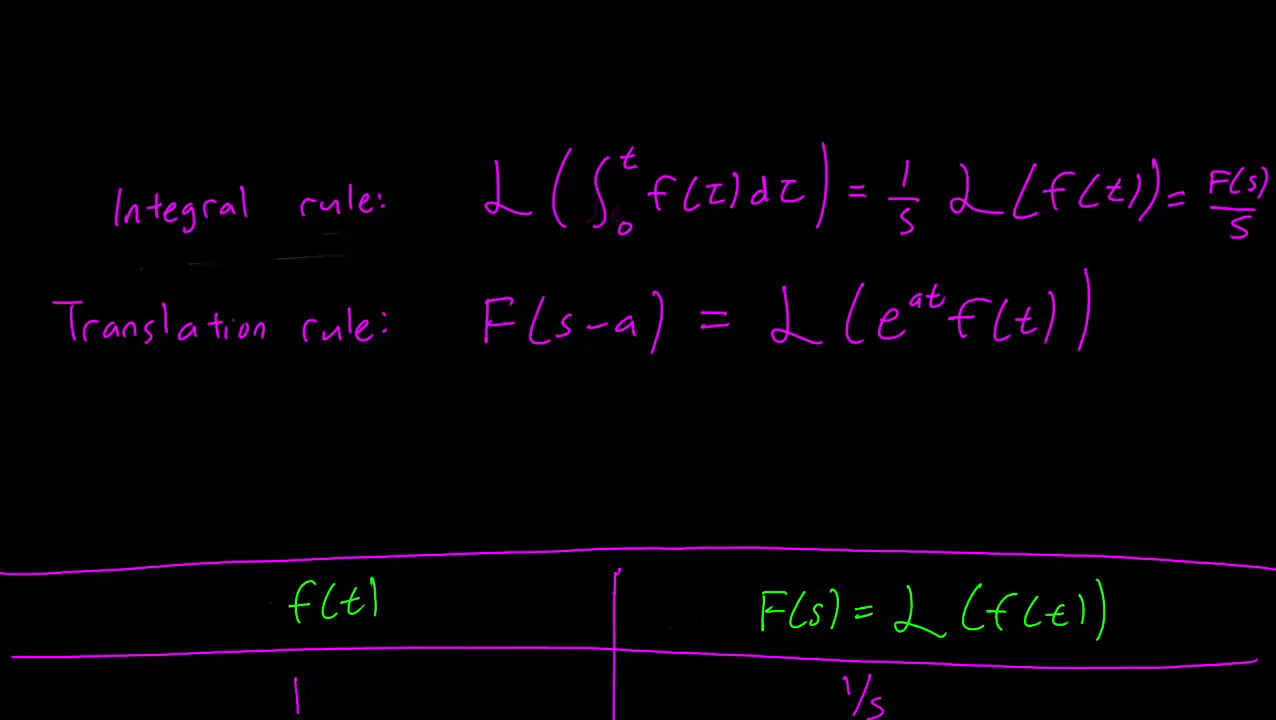 Integral rule: ℒ(∫₀ᵗ f(τ)dτ) = 1/s ℒ(f(t)) = F(s)/s
Translation rule: F(s-a) = ℒ(eᵃᵗf(t))
f(t) F(s) = ℒ(f(t))
1 1/s